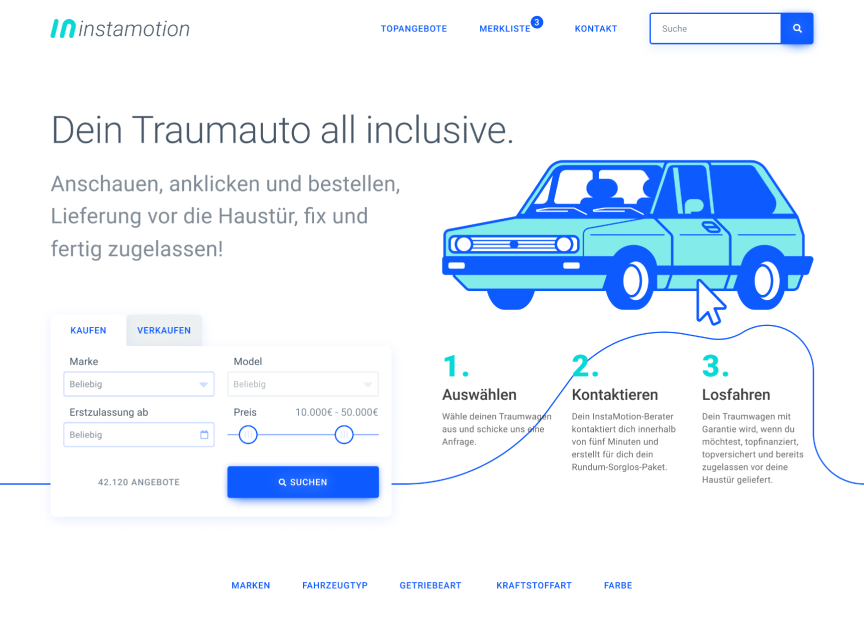 instamotion
TOPANGEBOTE
MERKLISTE 3
KONTAKT
Suche
Dein Traumauto all inclusive.
Anschauen, anklicken und bestellen,
Lieferung vor die Haustür, fix und
fertig zugelassen!
KAUFEN
VERKAUFEN
Marke
Model
Beliebig
Beliebig
Erstzulassung ab
Preis
10.000€ - 50.000€
Beliebig
42.120 ANGEBOTE
SUCHEN
1.
Auswählen
Wähle deinen Traumwagen
aus und schicke uns eine
Anfrage.
2.
Kontaktieren
Dein InstaMotion-Berater
kontaktiert dich innerhalb
von fünf Minuten und
erstellt für dich dein
Rundum-Sorglos-Paket.
3.
Losfahren
Dein Traumwagen mit
Garantie wird, wenn du
möchtest, topfinanziert,
topversichert und bereits
zugelassen vor deine
Haustür geliefert.
MARKEN
FAHRZEUGTYP
GETRIEBEART
KRAFTSTOFFART
FARBE